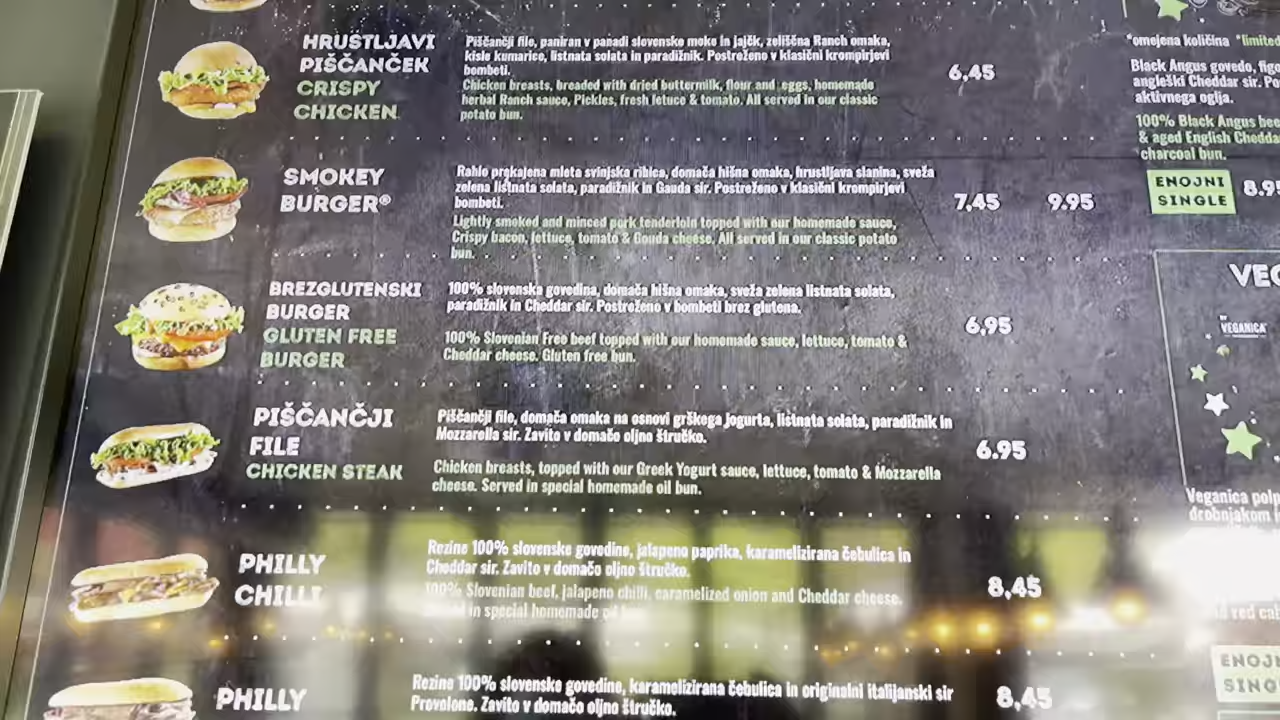 HRUSTLJAVI
PIŠČANČEK
CRISPY
CHICKEN
Piščančji file, paniran v panadi slovenske moke in jajčk, zeliščna Ranch omaka,
kisle kumarice, listnata solata in paradižnik. Postreženo v klasični krompirjevi
bombeti.
Chicken breasts, breaded with dried buttermilk, flour and eggs, homemade
herbal Ranch sauce, Pickles, fresh letuce & tomato. All served in our classic
potato bun.
6,45
SMOKEY
BURGER®
Rahlo prekajena mleta svinjska ribica, domača hišna omaka, hrustljava slanina, sveža
zelena listnata solata, paradižnik in Gauda sir. Postreženo v klasični krompirjevi
bombeti.
Lightly smoked and minced pork tenderloin topped with our homemade sauce,
Crispy bacon, lettuce, tomato & Gouda cheese. All served in our classic potato
bun.
7,45 9.95
BREZGLUTENSKI
BURGER
GLUTEN FREE
BURGER
100% slovenska govedina, domača hišna omaka, sveža zelena listnata solata,
paradižnik in Cheddar sir. Postreženo v bombeti brez glutena.
100% Slovenian Free beef topped with our homemade sauce, lettuce, tomato &
Cheddar cheese. Gluten free bun.
6,95
PIŠČANČJI
FILE
CHICKEN STEAK
Piščančji file, domača omaka na osnovi grškega jogurta, listnata solata, paradižnik in
Mozzarella sir. Zavito v domačo oljno štručko.
Chicken breasts, topped with our Greek Yogurt sauce, lettuce, tomato & Mozzarella
cheese. Served in special homemade oil bun.
6.95
PHILLY
CHILLI
Rezine 100% slovenske govedine, jalapeno paprika, karamelizirana čebulica in
Cheddar sir. Zavito v domačo oljno štručko.
100% Slovenian beef, jalapeno chilli, caramelized onion and Cheddar cheese.
in special homemade
8,45
PHILLY
Rezine 100% slovenske govedine, karamelizirana čebulica in originalni italijanski sir
Provolone. Zavito v domačo oljno štručko.
8,45
*omejena količina *limited
Black Angus govedo,
angleški Cheddar sir.
aktivnega oglja.
100% Black Angus
& aged English
charcoal bun.
ENOJNI
SINGLE
8.95
VEGANICA
Veganica
drobnjakom
red